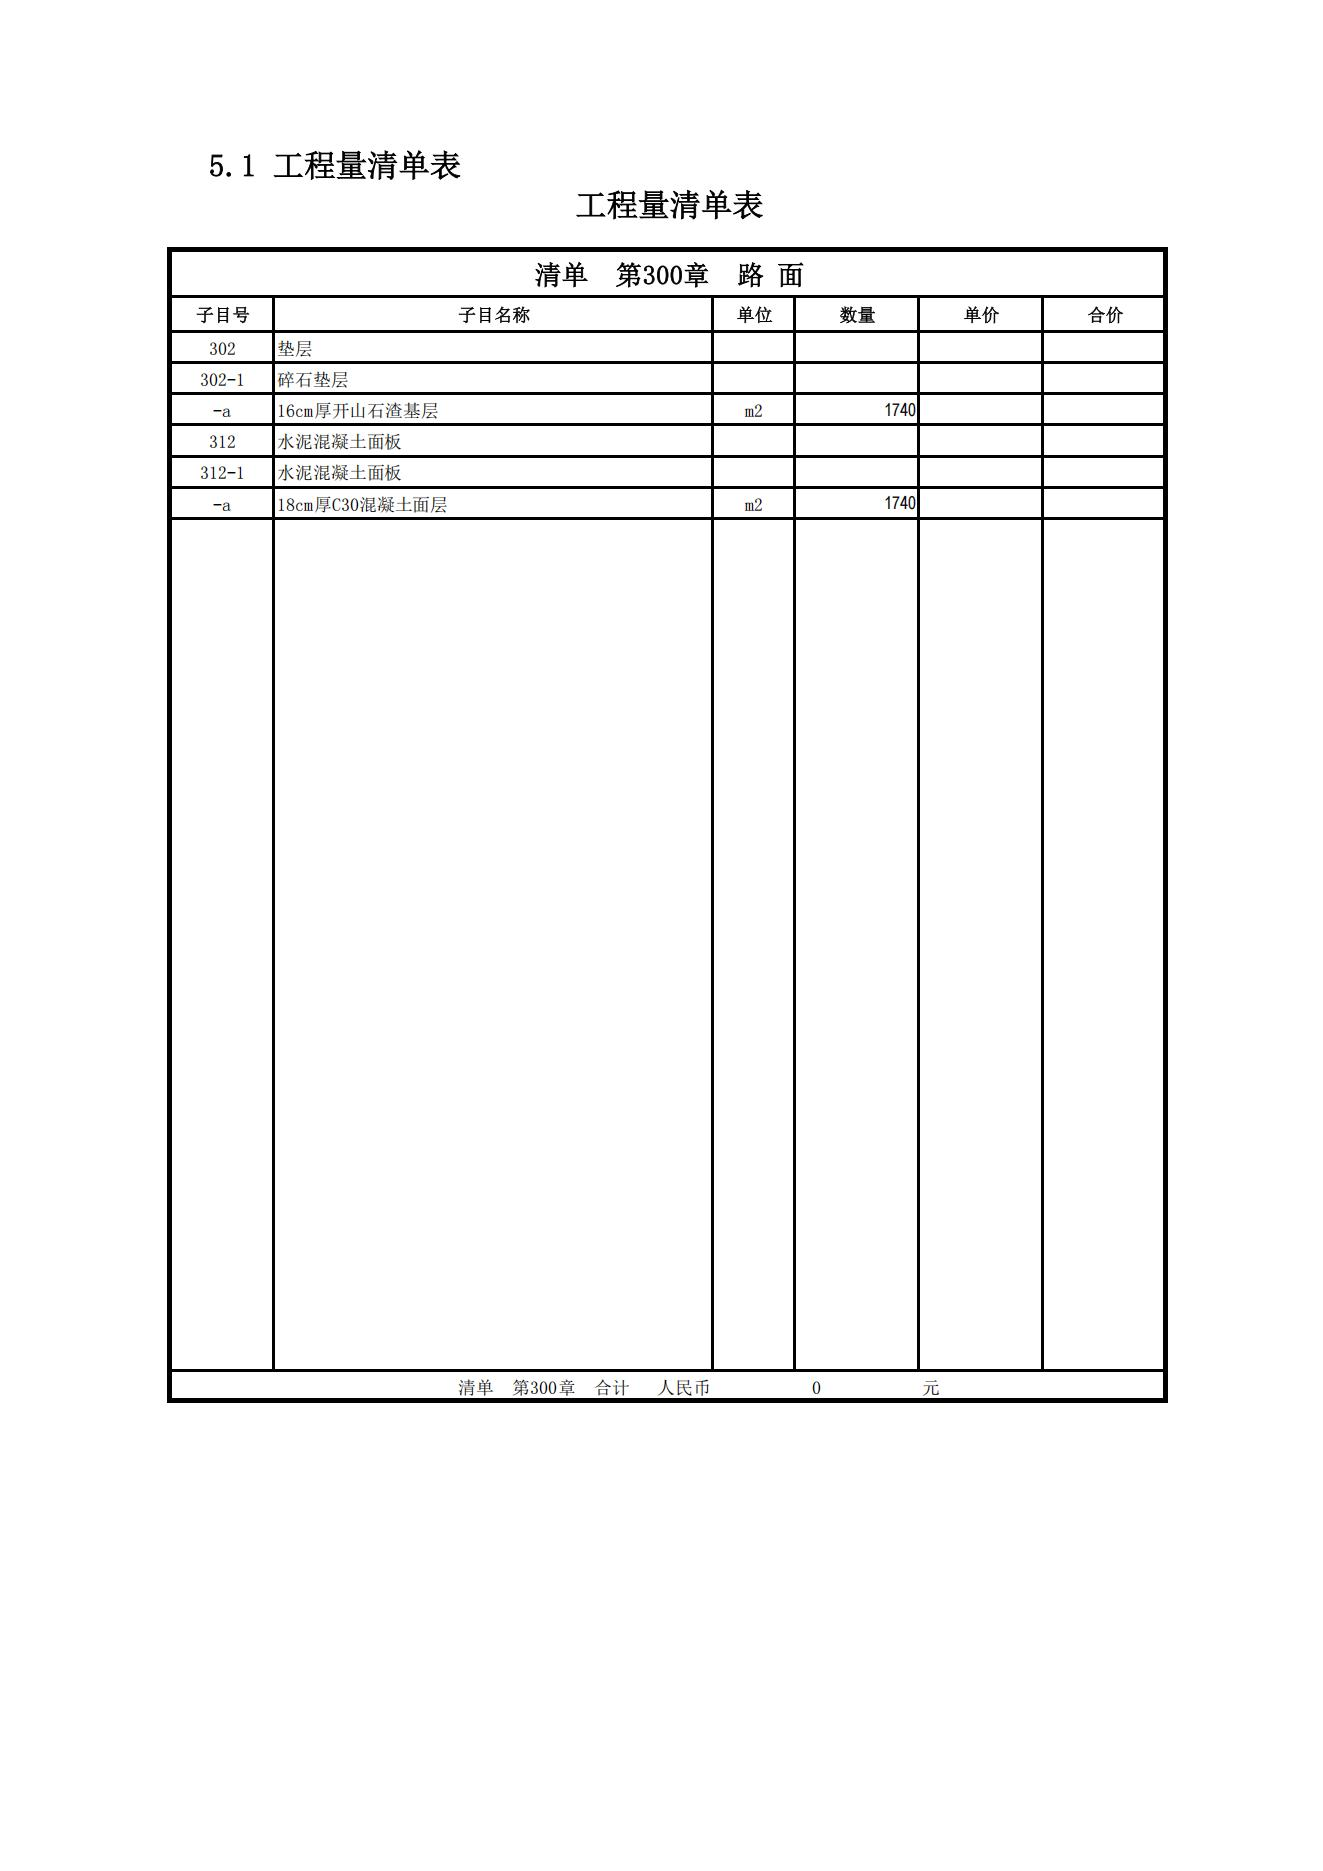 5.1 工程量清单表
工程量清单表
清单 第300章 路 面
子目号 子目名称 单位 数量 单价 合价
302 垫层
302-1 碎石垫层
-a 16cm厚开山石渣基层 m2 1740
312 水泥混凝土面板
312-1 水泥混凝土面板
-a 18cm厚C30混凝土面层 m2 1740
清单 第300章 合计 人民币 0 元